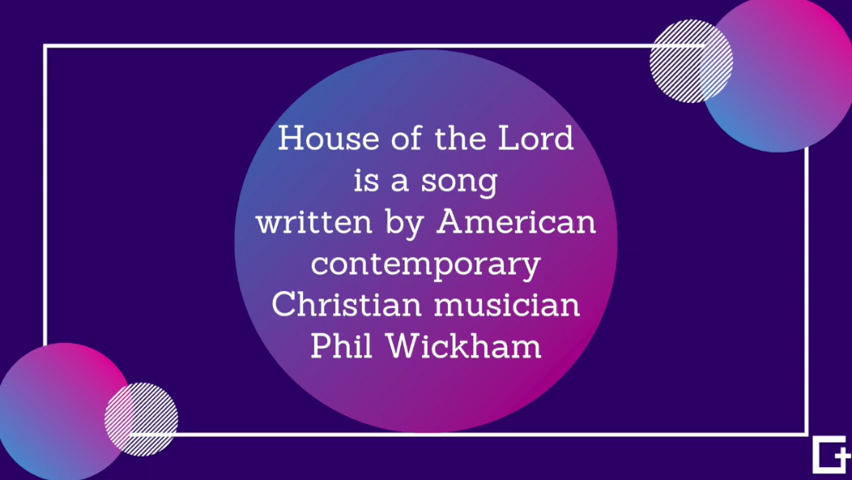 House of the Lord
is a song
written by American
contemporary
Christian musician
Phil Wickham